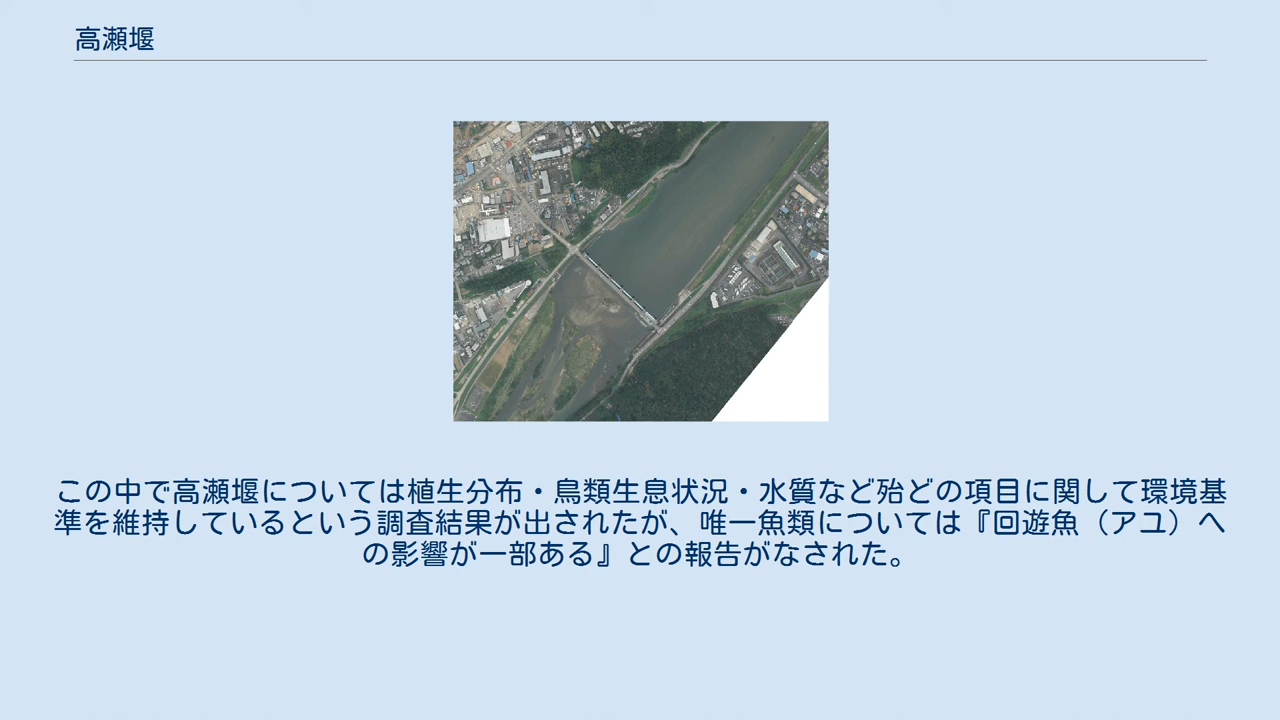 高瀬堰
この中で高瀬堰については植生分布・鳥類生息状況・水質など殆どの項目に関して環境基
準を維持しているという調査結果が出されたが、唯一魚類については『回遊魚（アユ）へ
の影響が一部ある』との報告がなされた。